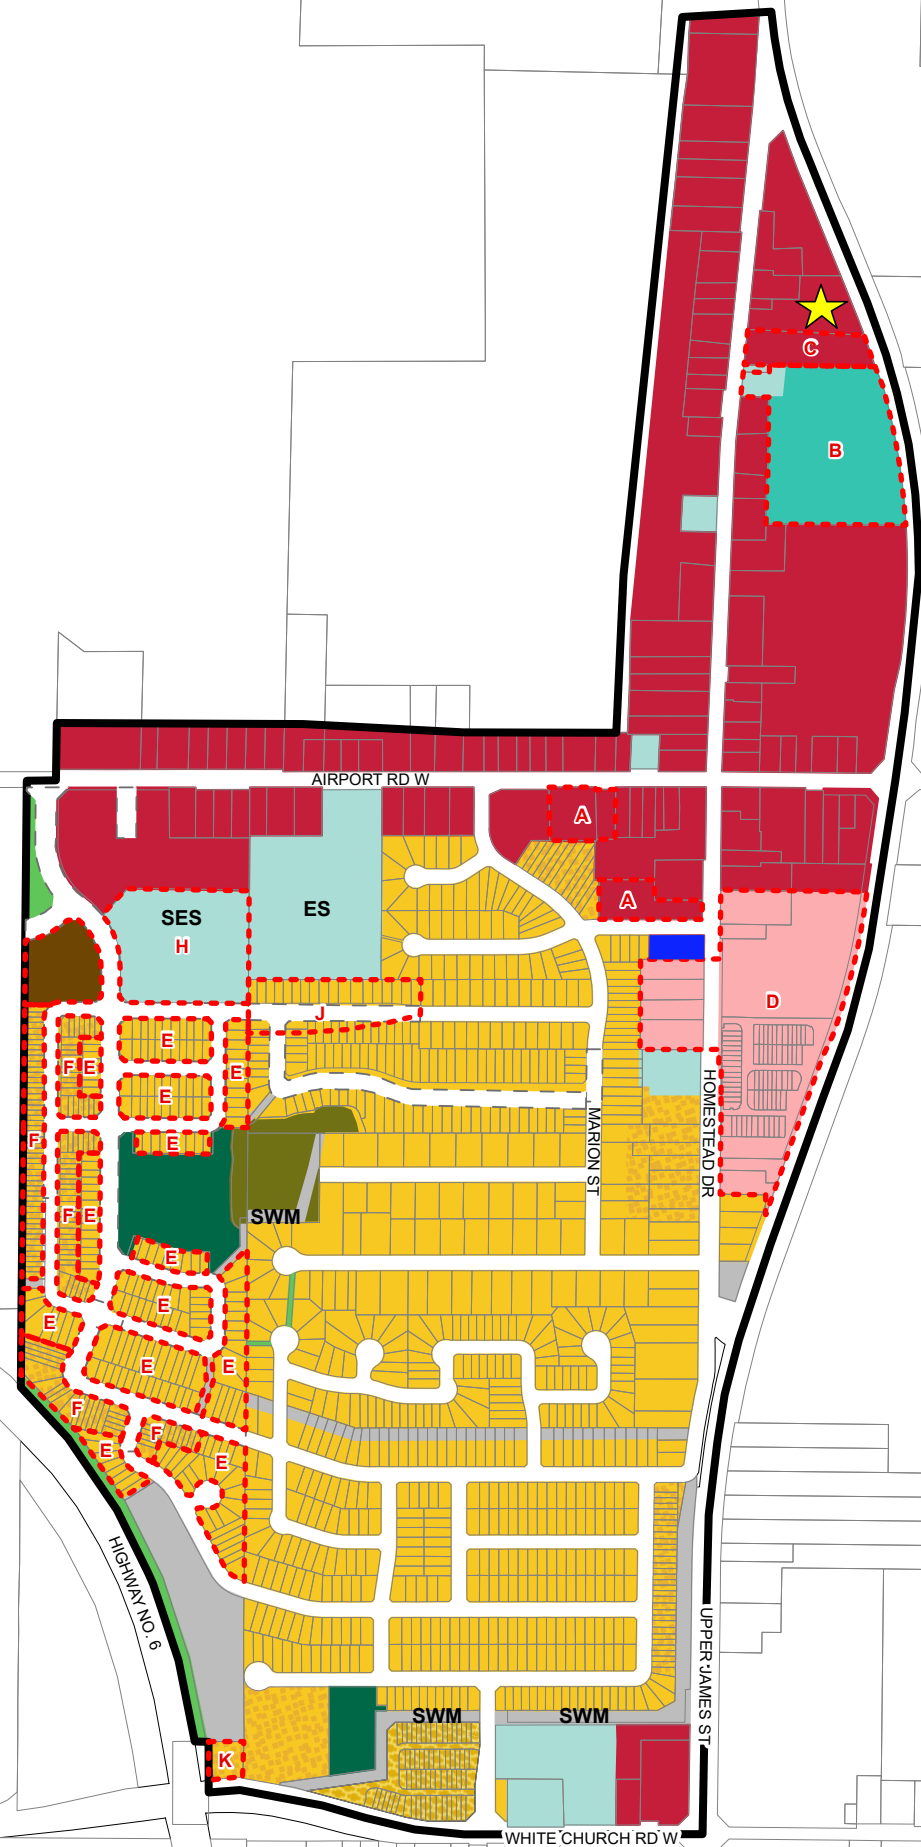 C
B
AIRPORT RD W
A
A
SES
H
ES
D
J
E
F
E
E
E
F
E
MARION ST
HOMESTEAD DR
F
E
SWM
E
E
E
E
E
F
F
E
E
HIGHWAY NO. 6
UPPER JAMES ST
SWM
SWM
K
WHITE CHURCH RD W